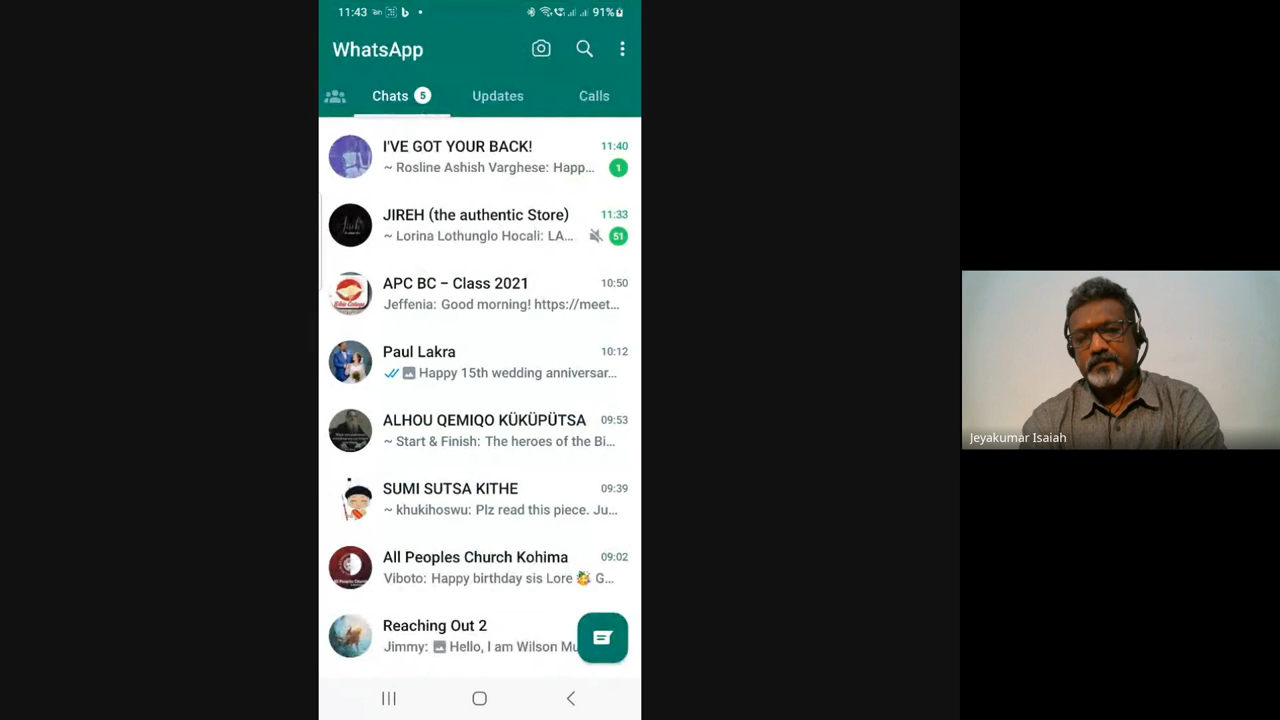 11:43
91%
WhatsApp
Chats 5
Updates
Calls
I'VE GOT YOUR BACK!
11:40
~ Rosline Ashish Varghese: Happ...
1
JIREH (the authentic Store)
11:33
~ Lorina Lothunglo Hocali: LA...
51
APC BC – Class 2021
10:50
Jeffenia: Good morning! https://meet...
Paul Lakra
10:12
Happy 15th wedding anniversar...
ALHOU QEMIQO KÜKÜPÜTSA
09:53
~ Start & Finish: The heroes of the Bi...
SUMI SUTSA KITHE
09:39
~ khukihoswu: Plz read this piece. Ju...
All Peoples Church Kohima
09:02
Viboto: Happy birthday sis Lore 💐 G...
Reaching Out 2
Jimmy: Hello, I am Wilson Mu
Jeyakumar Isaiah